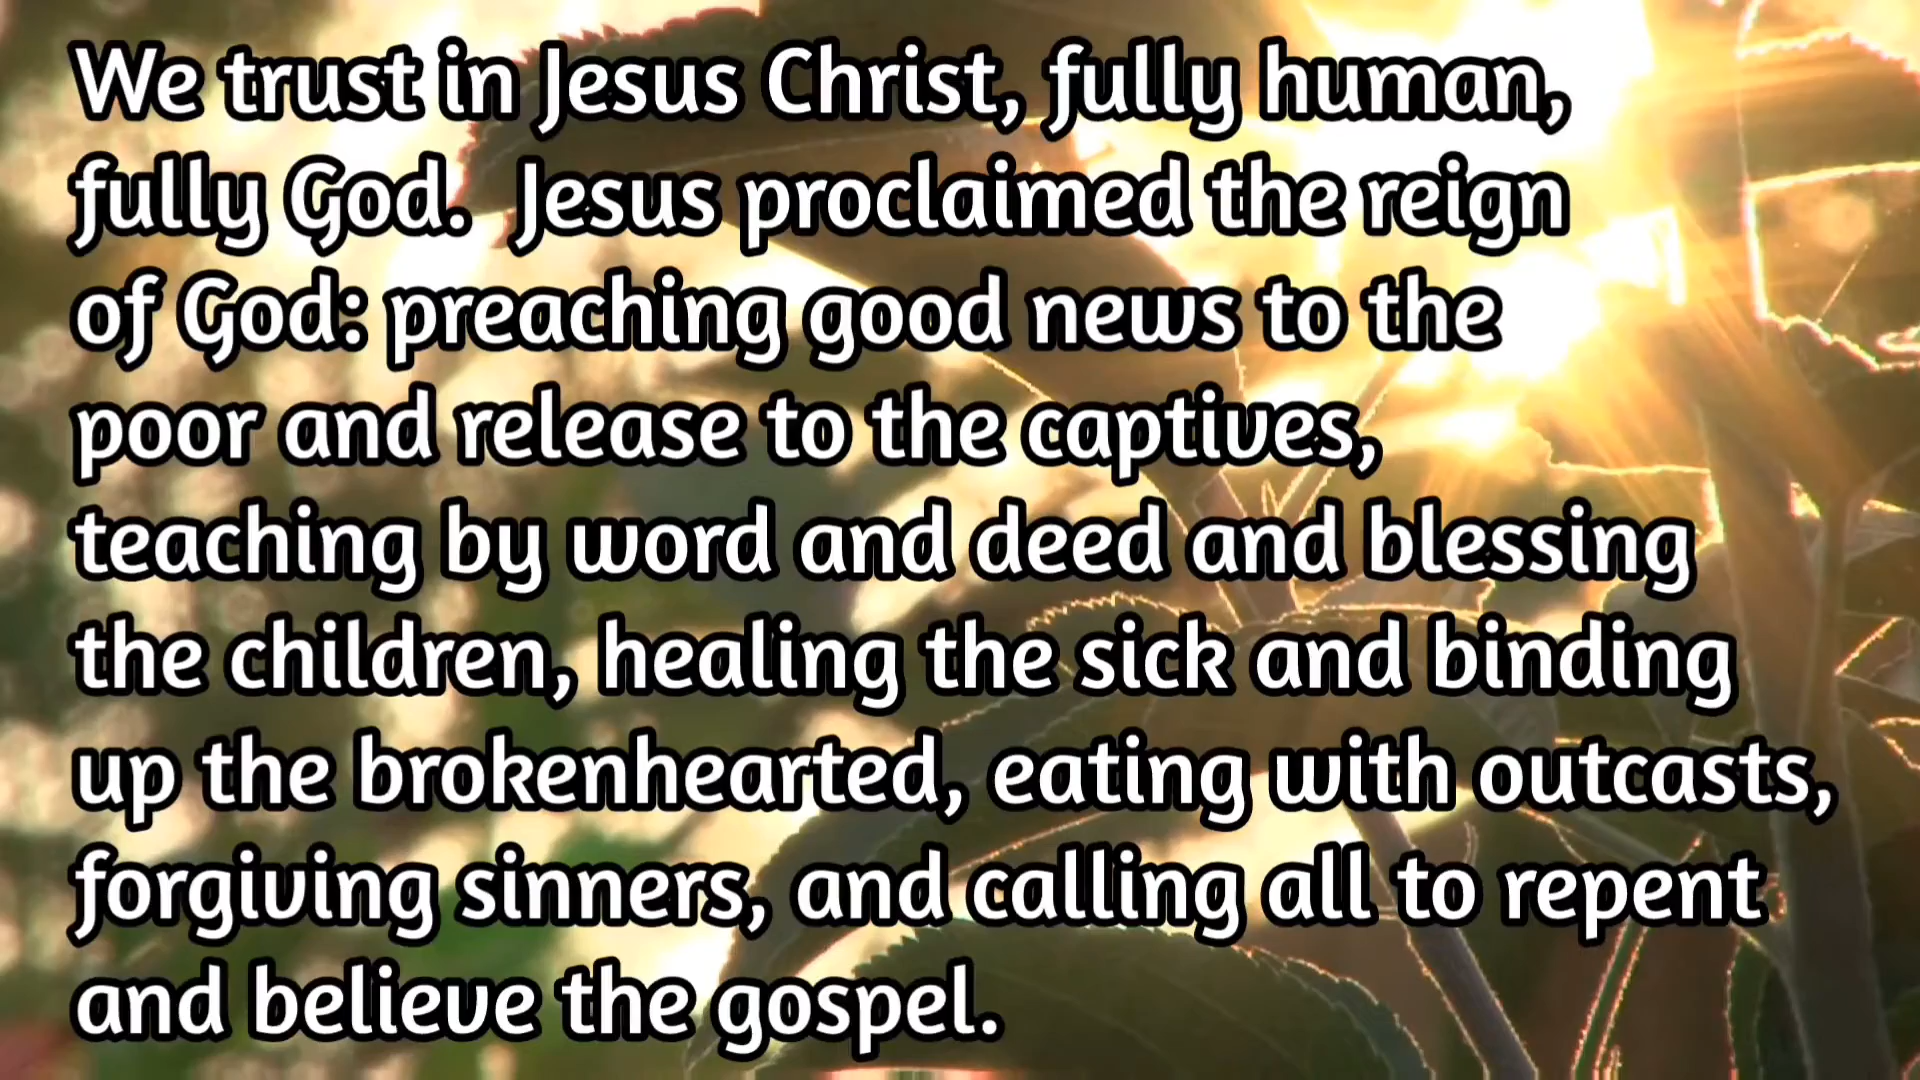 We trust in Jesus Christ, fully human,
fully God.  Jesus proclaimed the reign
of God: preaching good news to the
poor and release to the captives,
teaching by word and deed and blessing
the children, healing the sick and binding
up the brokenhearted, eating with outcasts,
forgiving sinners, and calling all to repent
and believe the gospel.